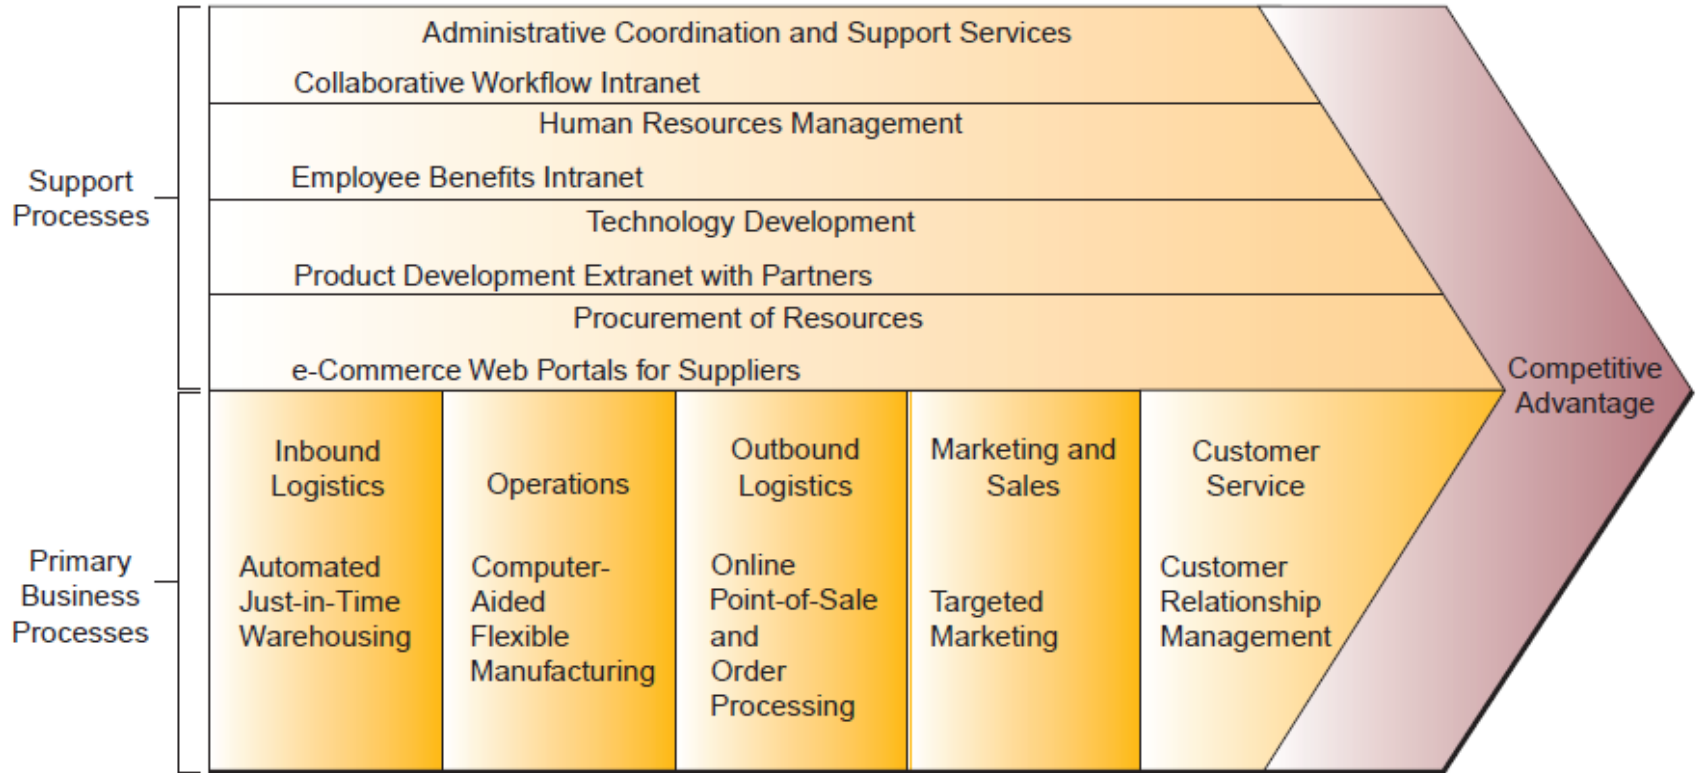 Administrative Coordination and Support Services
Collaborative Workflow Intranet
Human Resources Management
Employee Benefits Intranet
Support
Processes
Technology Development
Product Development Extranet with Partners
Procurement of Resources
e-Commerce Web Portals for Suppliers
Competitive
Advantage
Primary
Business
Processes
Inbound
Logistics
Automated
Just-in-Time
Warehousing
Operations
Computer-
Aided
Flexible
Manufacturing
Outbound
Logistics
Online
Point-of-Sale
and
Order
Processing
Marketing and
Sales
Targeted
Marketing
Customer
Service
Customer
Relationship
Management